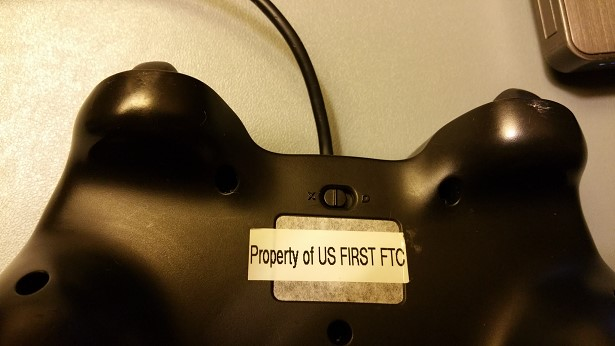 X D
Property of US FIRST FTC